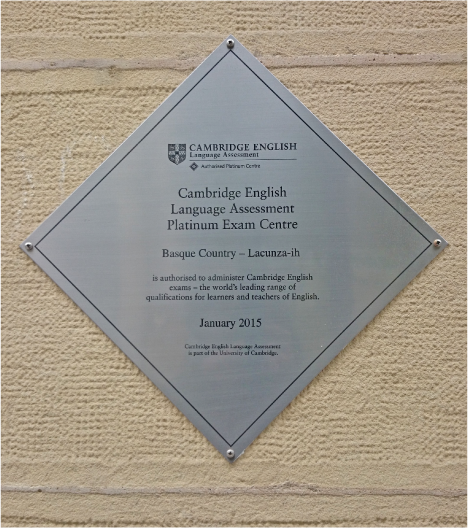 CAMBRIDGE ENGLISH
Language Assessment
Authorised Platinum Centre
Cambridge English
Language Assessment
Platinum Exam Centre
Basque Country – Lacunza-ih
is authorised to administer Cambridge English
exams – the world's leading range of
qualifications for learners and teachers of English.
January 2015
Cambridge English Language Assessment
is part of the University of Cambridge.